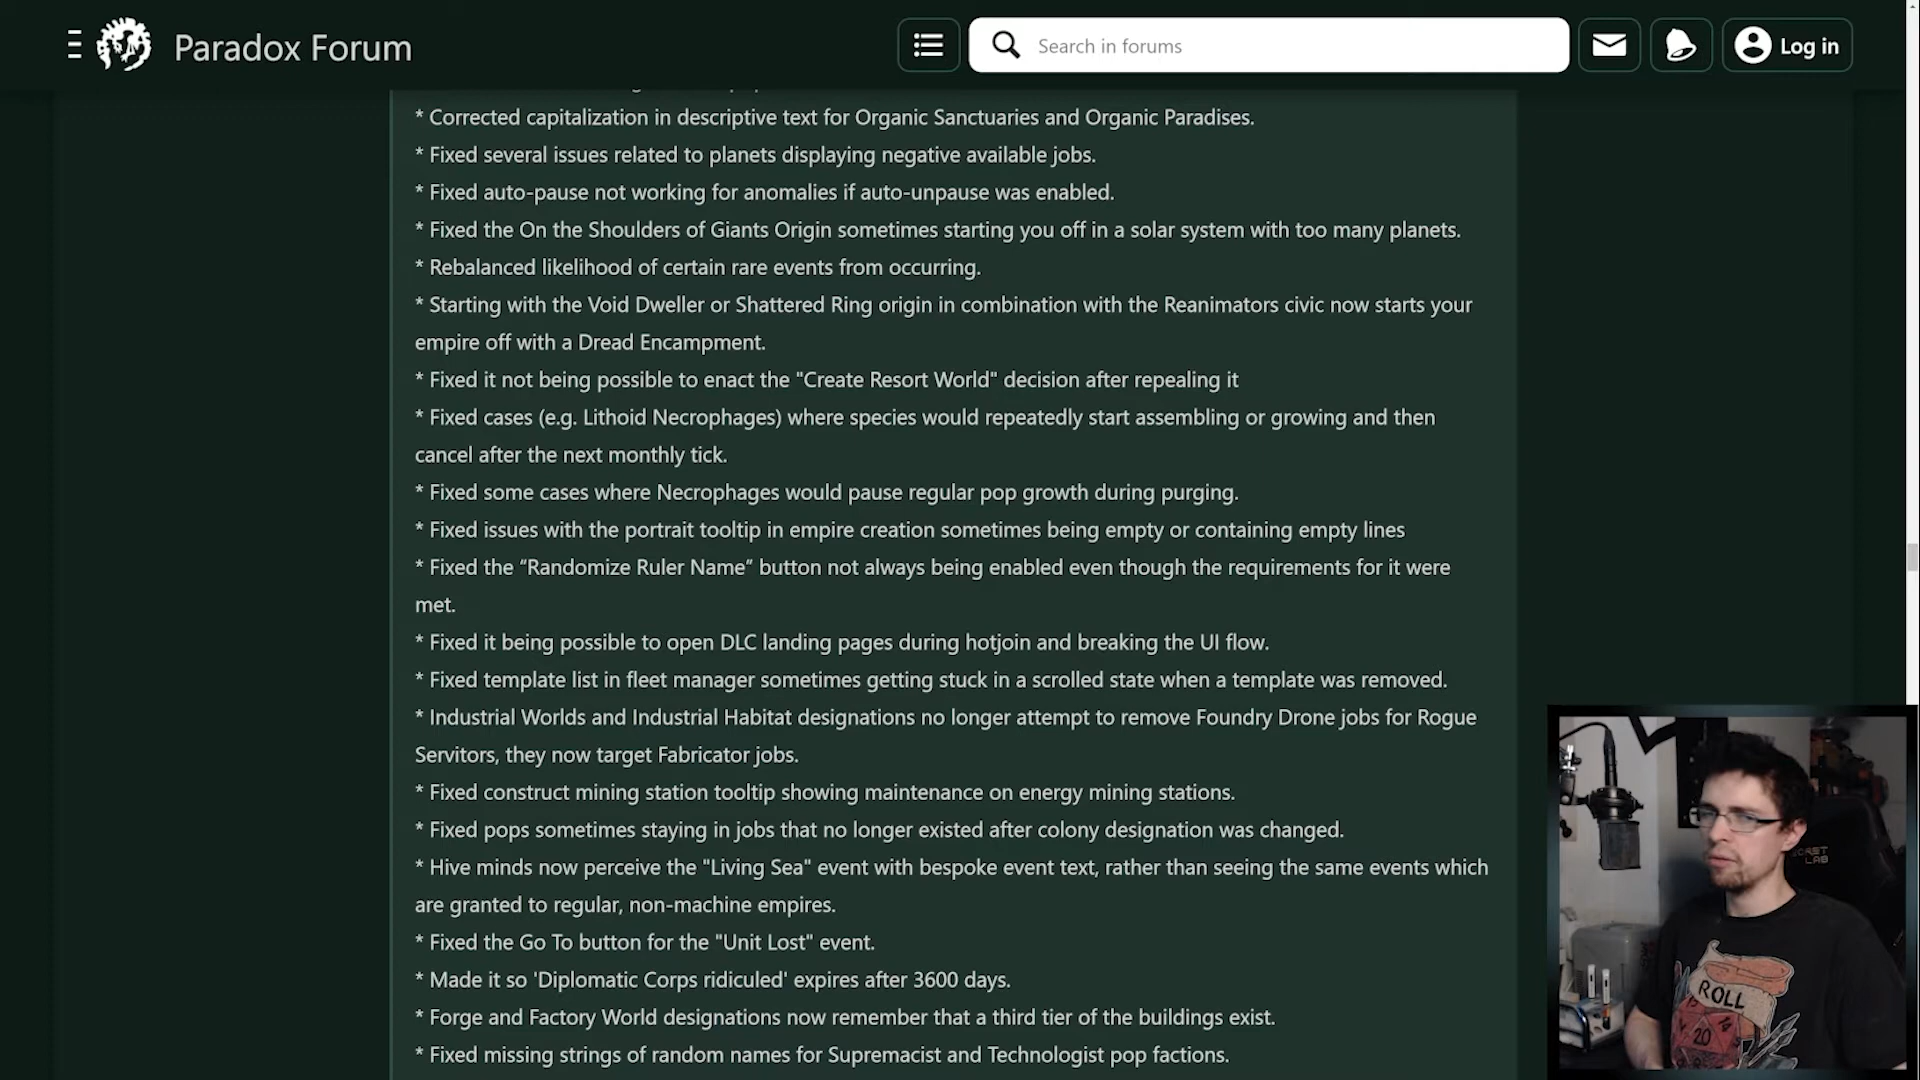 Paradox Forum
Search in forums
Log in
* Corrected capitalization in descriptive text for Organic Sanctuaries and Organic Paradises.
* Fixed several issues related to planets displaying negative available jobs.
* Fixed auto-pause not working for anomalies if auto-unpause was enabled.
* Fixed the On the Shoulders of Giants Origin sometimes starting you off in a solar system with too many planets.
* Rebalanced likelihood of certain rare events from occurring.
* Starting with the Void Dweller or Shattered Ring origin in combination with the Reanimators civic now starts your
empire off with a Dread Encampment.
* Fixed it not being possible to enact the "Create Resort World" decision after repealing it
* Fixed cases (e.g. Lithoid Necrophages) where species would repeatedly start assembling or growing and then
cancel after the next monthly tick.
* Fixed some cases where Necrophages would pause regular pop growth during purging.
* Fixed issues with the portrait tooltip in empire creation sometimes being empty or containing empty lines
* Fixed the “Randomize Ruler Name” button not always being enabled even though the requirements for it were
met.
* Fixed it being possible to open DLC landing pages during hotjoin and breaking the UI flow.
* Fixed template list in fleet manager sometimes getting stuck in a scrolled state when a template was removed.
* Industrial Worlds and Industrial Habitat designations no longer attempt to remove Foundry Drone jobs for Rogue
Servitors, they now target Fabricator jobs.
* Fixed construct mining station tooltip showing maintenance on energy mining stations.
* Fixed pops sometimes staying in jobs that no longer existed after colony designation was changed.
* Hive minds now perceive the "Living Sea" event with bespoke event text, rather than seeing the same events which
are granted to regular, non-machine empires.
* Fixed the Go To button for the "Unit Lost" event.
* Made it so 'Diplomatic Corps ridiculed' expires after 3600 days.
* Forge and Factory World designations now remember that a third tier of the buildings exist.
* Fixed missing strings of random names for Supremacist and Technologist pop factions.
ROLL
20